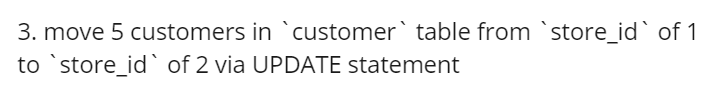 3. move 5 customers in `customer` table from `store_id` of 1
to `store_id` of 2 via UPDATE statement